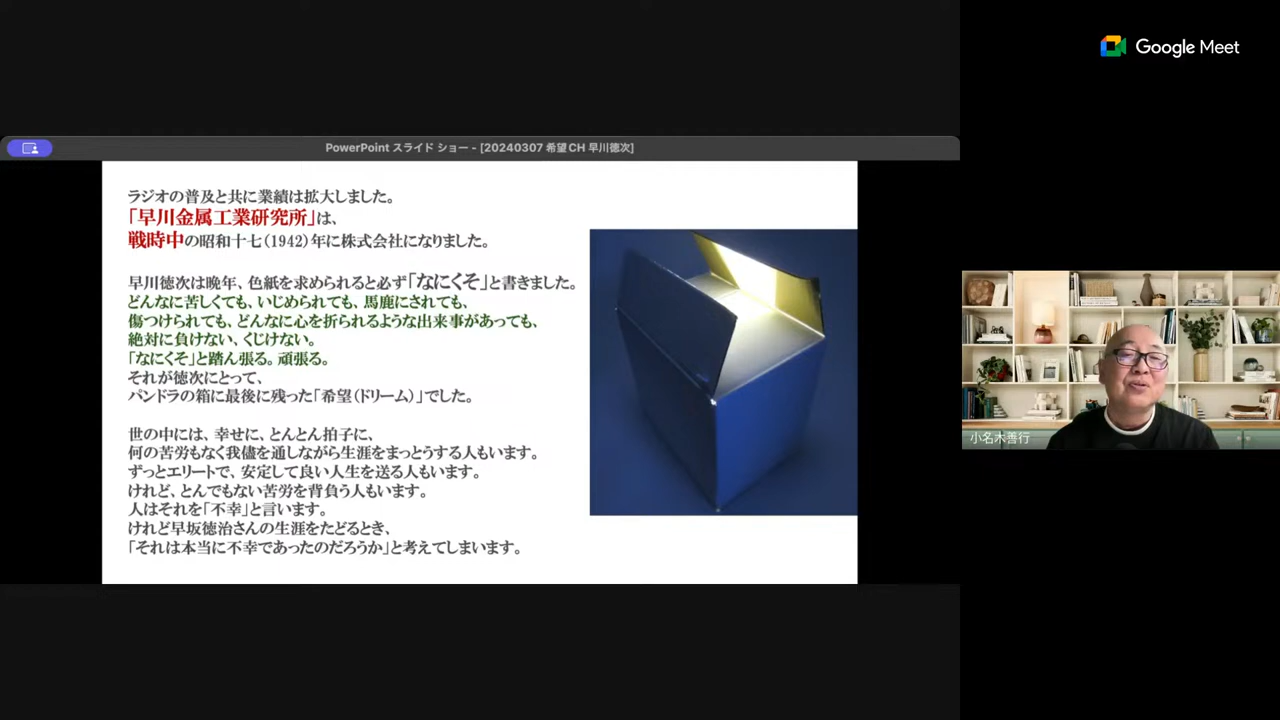 Google Meet
PowerPoint スライド ショー - [20240307 希望CH 早川徳次]
ラジオの普及と共に業績は拡大しました。
「早川金属工業研究所」は、
戦時中の昭和十七(1942)年に株式会社になりました。
早川徳次は晩年、色紙を求められると必ず「なにくそ」と書きました。
どんなに苦しくても、いじめられても、馬鹿にされても、
傷つけられても、どんなに心を折られるような出来事があっても、
絶対に負けない、くじけない。
「なにくそ」と踏ん張る。頑張る。
それが徳次にとって、
パンドラの箱に最後に残った「希望(ドリーム)」でした。
世の中には、幸せに、とんとん拍子に、
何の苦労もなく我儘を通しながら生涯をまっとうする人もいます。
ずっとエリートで、安定して良い人生を送る人もいます。
けれど、とんでもない苦労を背負う人もいます。
人はそれを「不幸」と言います。
けれど早坂徳治さんの生涯をたどるとき、
「それは本当に不幸であったのだろうか」と考えてしまいます。
小名木善行